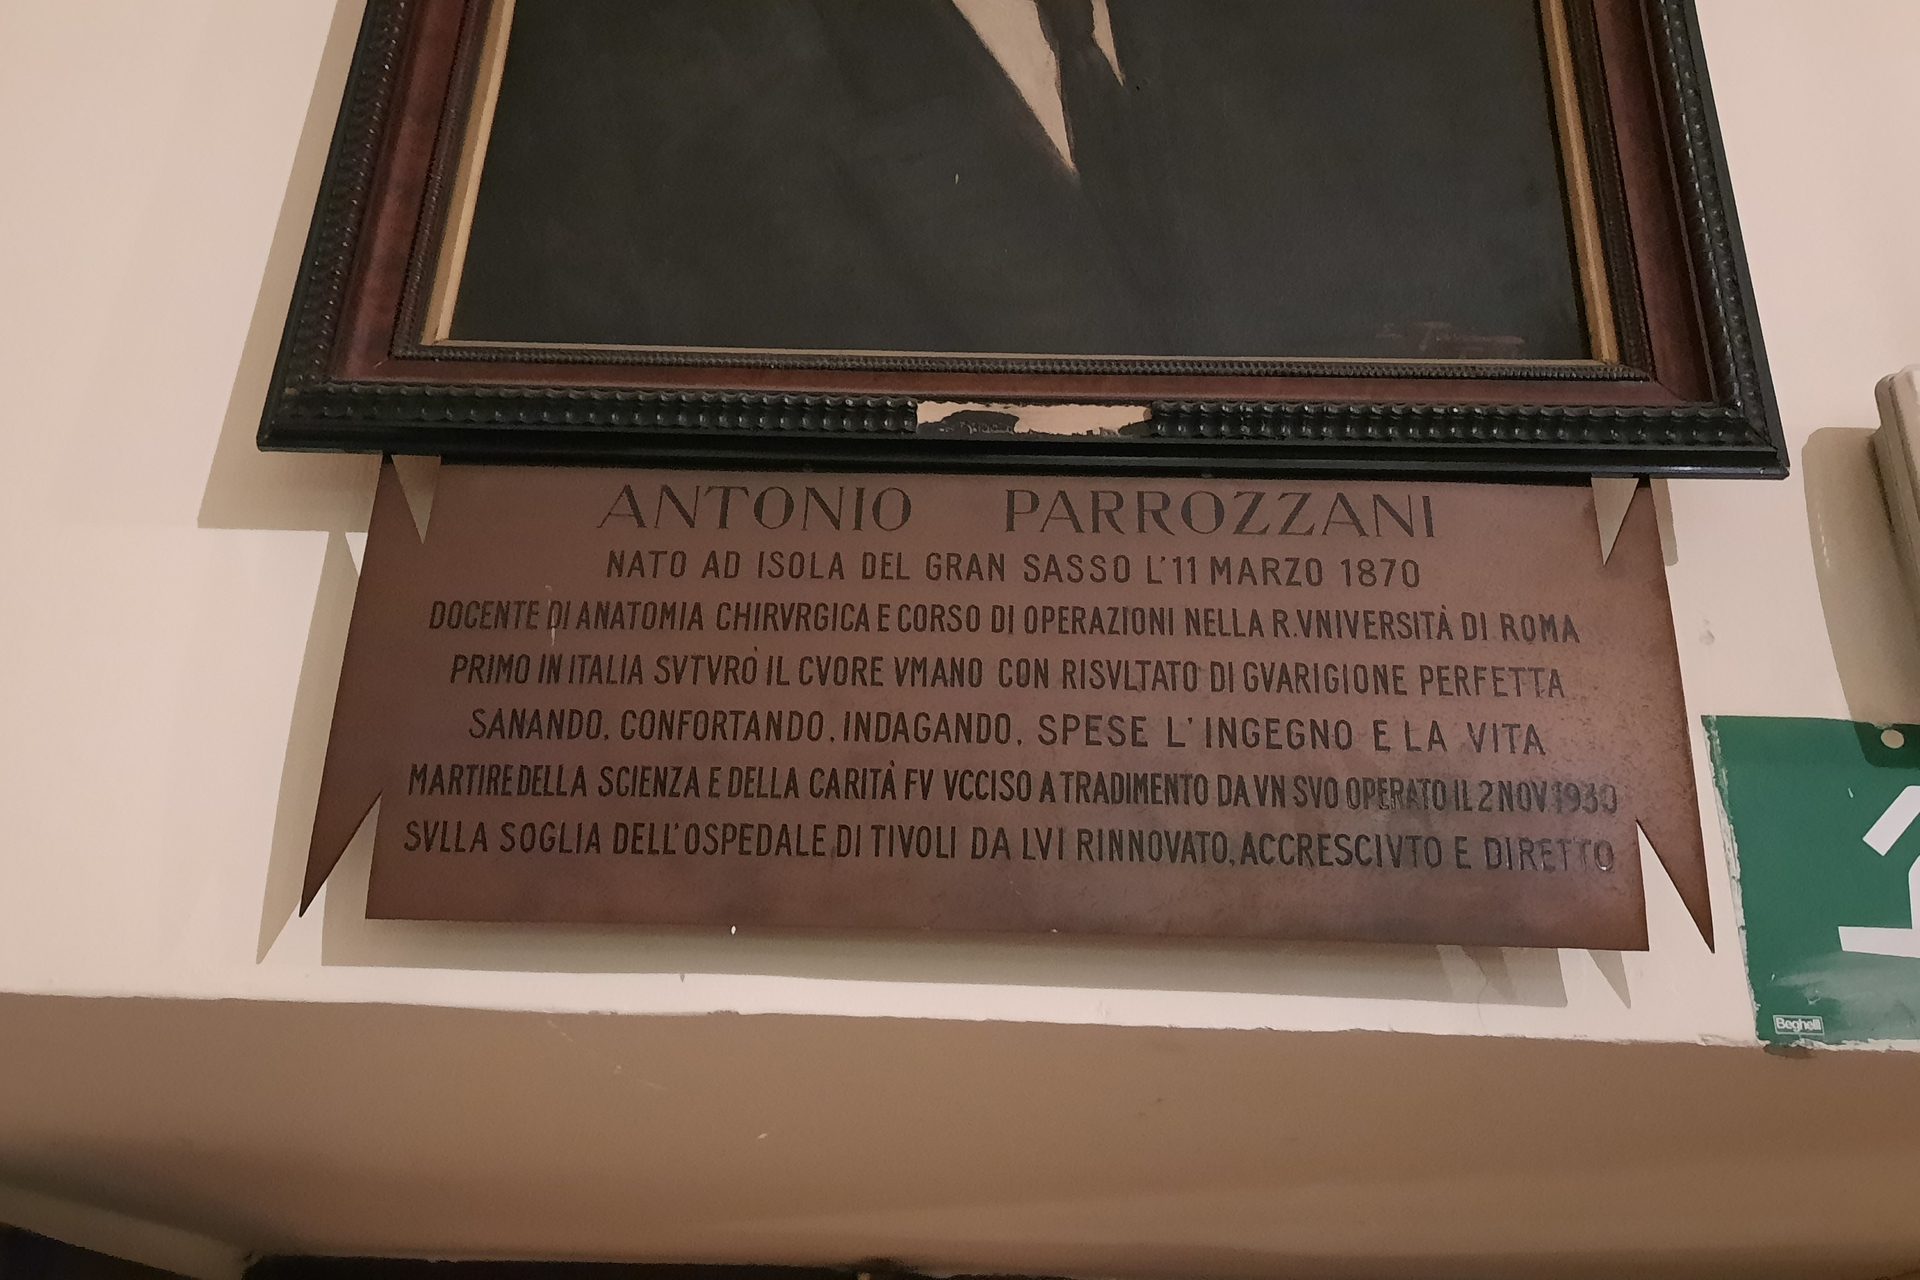 ANTONIO PARROZZANI
NATO AD ISOLA DEL GRAN SASSO L'11 MARZO 1870
DOCENTE DI ANATOMIA CHIRVRGICA E CORSO DI OPERAZIONI NELLA R. VNIVERSITÀ DI ROMA
PRIMO IN ITALIA SVTVRÒ IL CVORE VMANO CON RISVLTATO DI GVARIGIONE PERFETTA
SANANDO, CONFORTANDO, INDAGANDO, SPESE L'INGEGNO E LA VITA
MARTIRE DELLA SCIENZA E DELLA CARITÀ FV VCCISO A TRADIMENTO DA VN SVO OPERATO IL 2 NOV 1930
SVLLA SOGLIA DELL'OSPEDALE DI TIVOLI DA LVI RINNOVATO, ACCRESCIVTO E DIRETTO
Beghelli